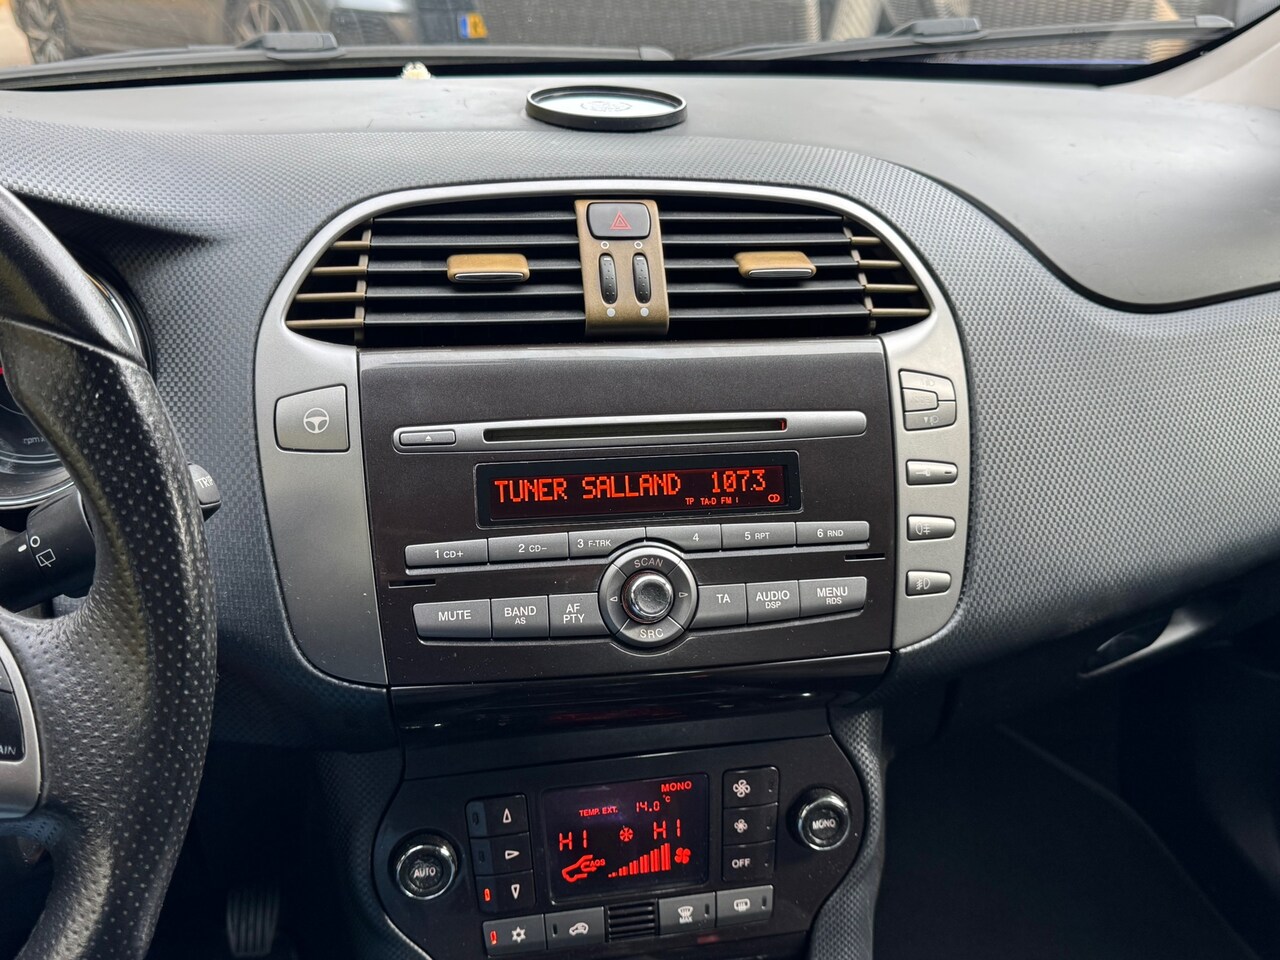 rpm
TRIP
TUNER SALLAND 107.3
TP TA-D FM I
1 CD+
2 CD-
3 F-TRK
4
5 RPT
6 RND
MUTE
BAND
AS
AF
PTY
SCAN
SRC
TA
AUDIO
DSP
MENU
RDS
MONO
TEMP. EXT. 14.0 °C
HI HI
AQS
AUTO
MONO
OFF
MAX